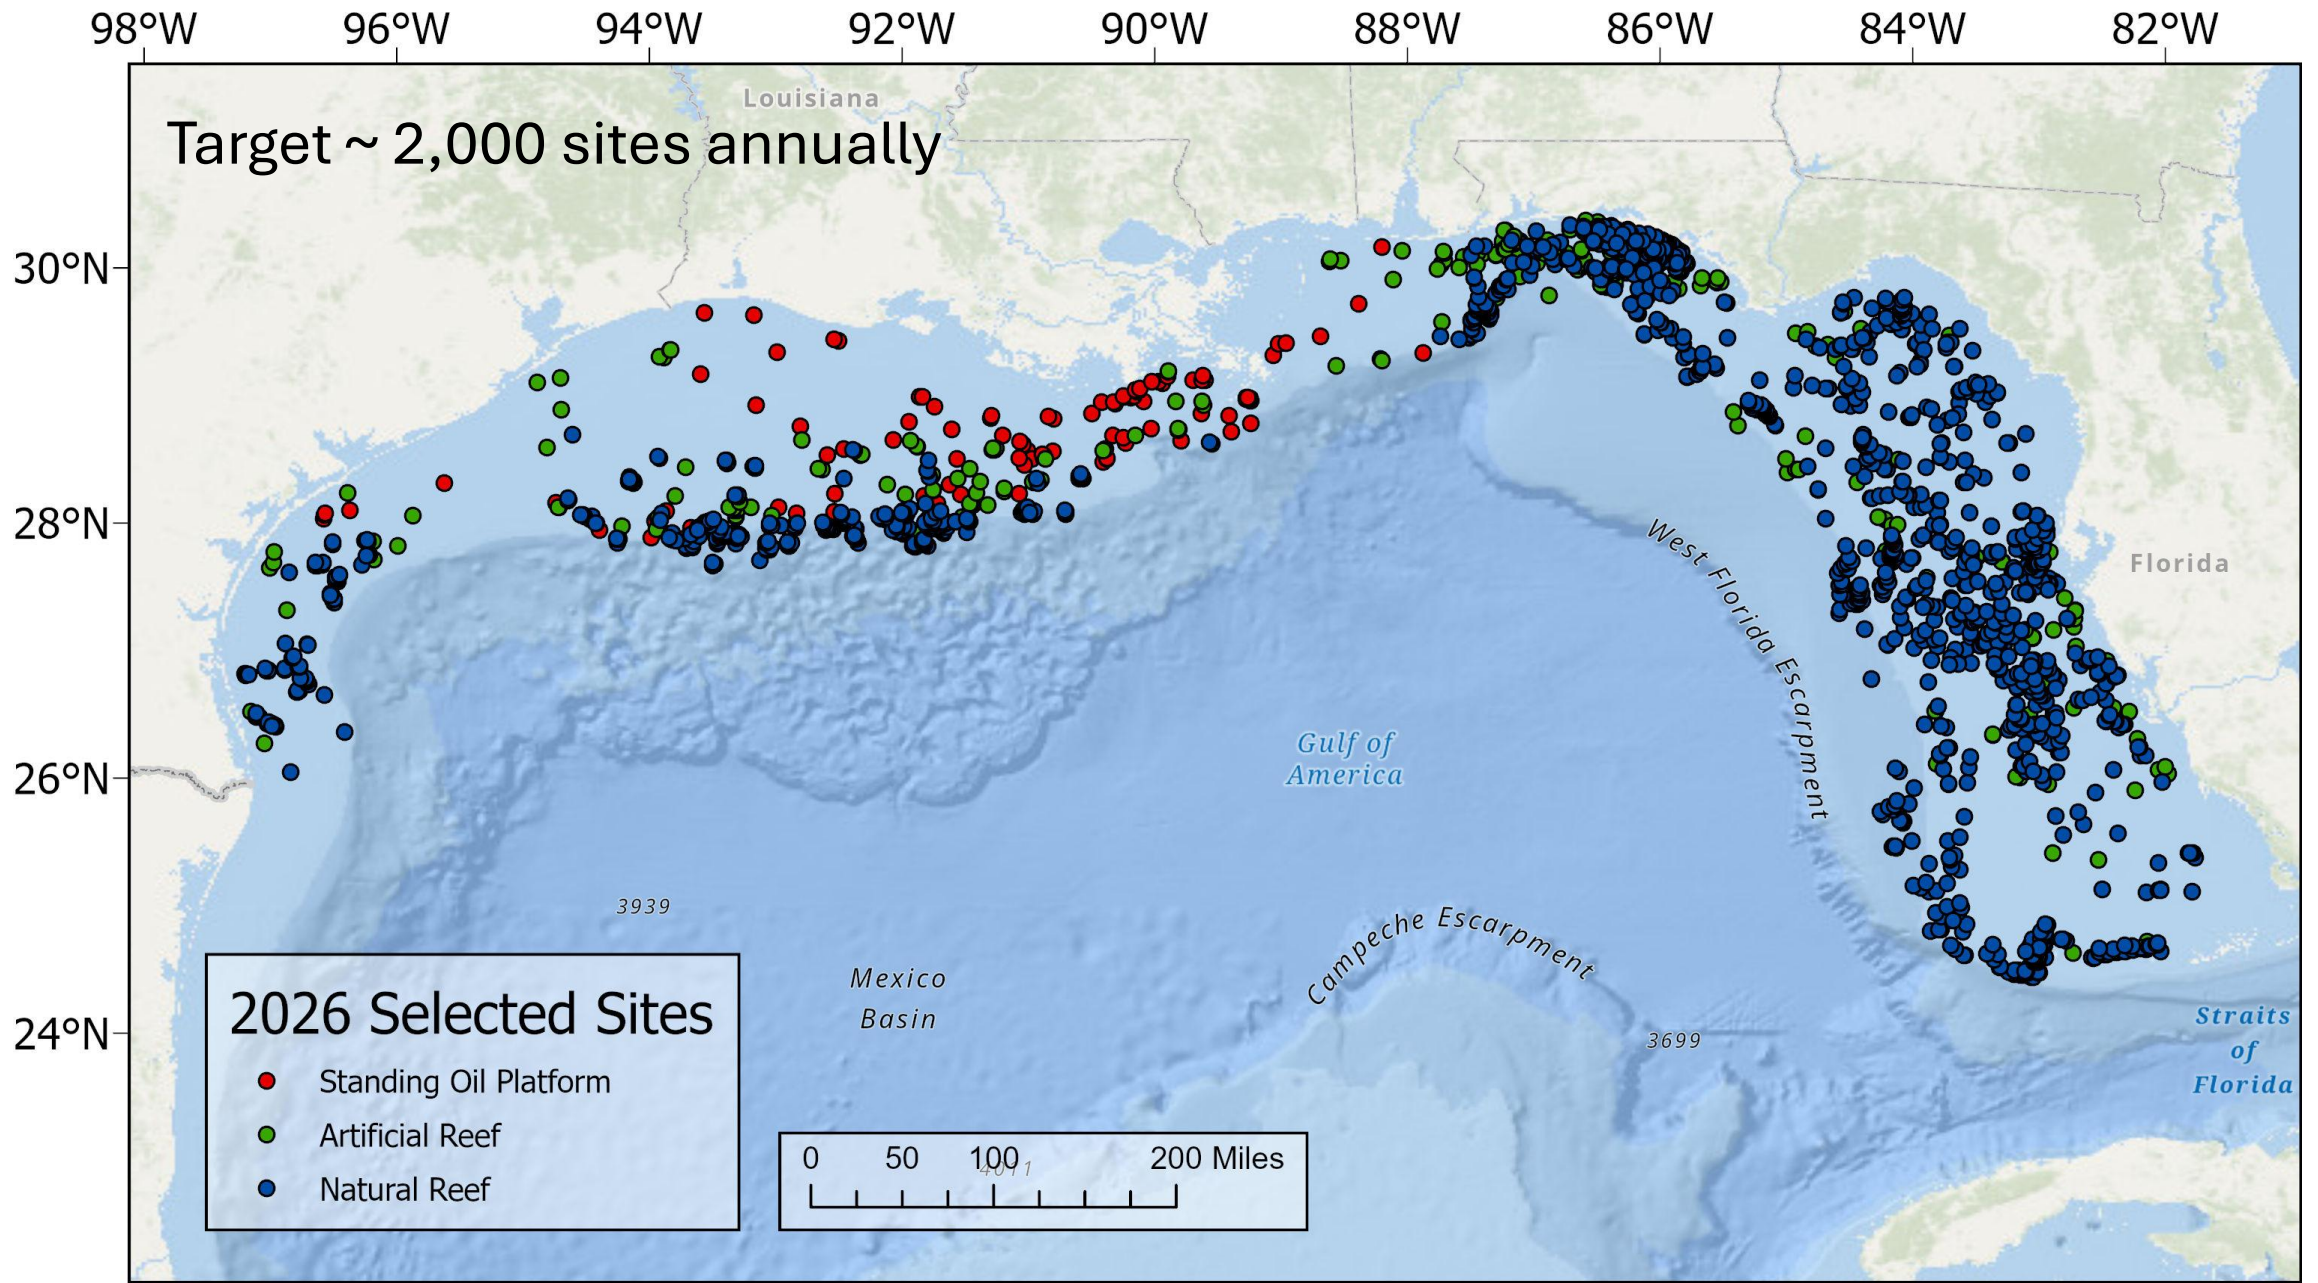 98°W 96°W 94°W 92°W 90°W 88°W 86°W 84°W 82°W
Louisiana
Target ~ 2,000 sites annually
30°N
28°N
West Florida Escarpment
Florida
Gulf of
America
26°N
3939
Campeche Escarpment
Mexico
Basin
2026 Selected Sites
24°N
3699
Straits
of
Florida
Standing Oil Platform
Artificial Reef
Natural Reef
0 50 100 200 Miles
4011